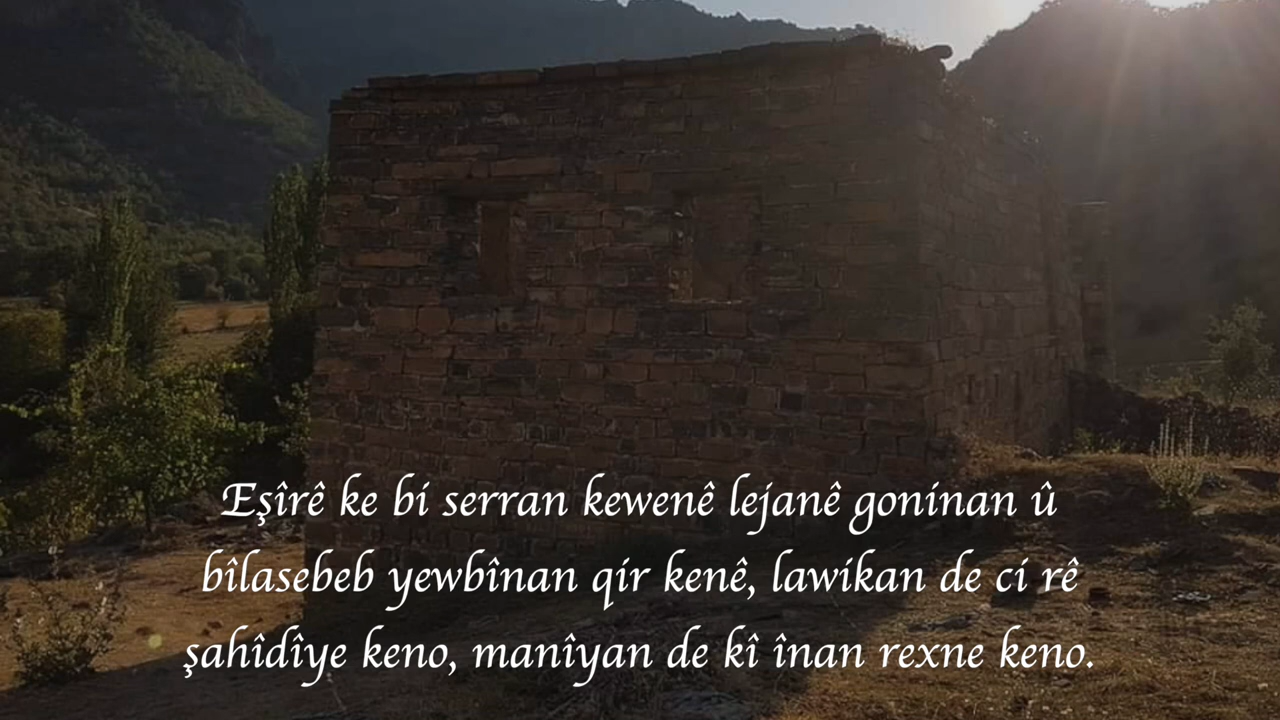 Eşîrê ke bi serran kewenê lejanê goninan û
bîlasebeb yewbînan qir kenê, lawikan de ci rê
şahîdîye keno, manîyan de kî înan rexne keno.